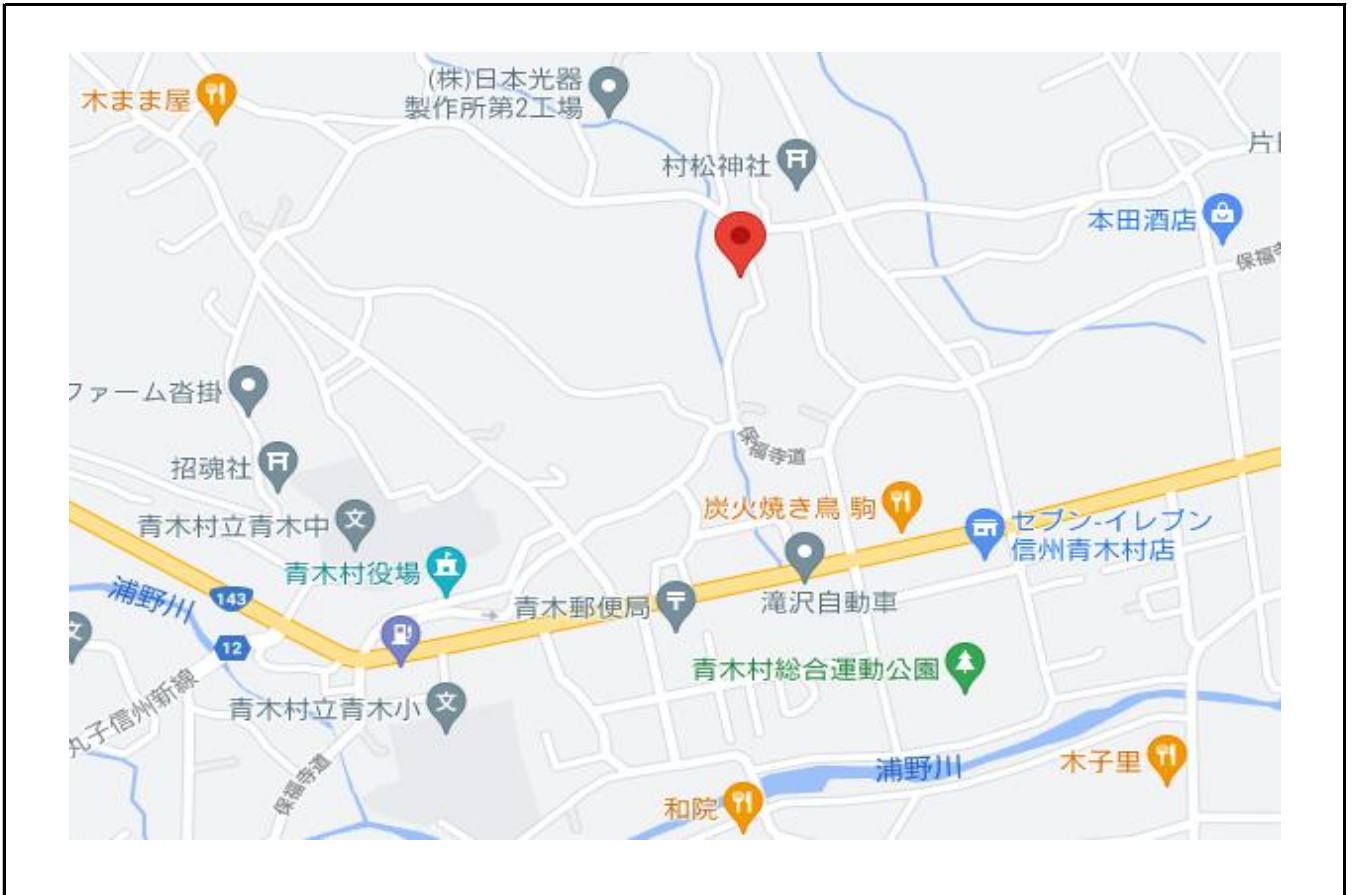 木まま屋
(株)日本光器
製作所第2工場
村松神社
片
本田酒店
保福寺
ファーム沓掛
招魂社
保福寺道
炭火焼き鳥 駒
セブン-イレブン
信州青木村店
青木村立青木中
青木村役場
浦野川
143
青木郵便局
滝沢自動車
12
文
青木村総合運動公園
丸子信州新線
青木村立青木小
文
保福寺道
浦野川
木子里
和院